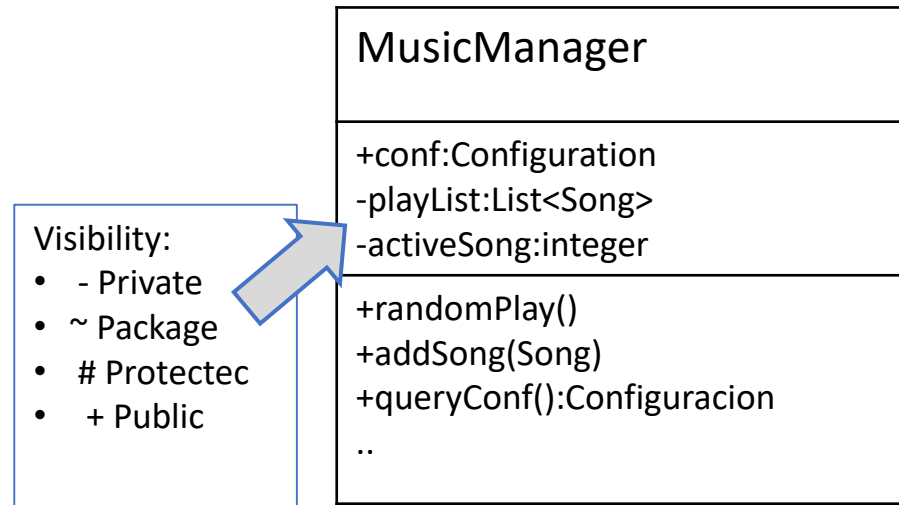 MusicManager
+conf:Configuration
-playList:List<Song>
-activeSong:integer
+randomPlay()
+addSong(Song)
+queryConf():Configuracion
..
Visibility:
• - Private
• ~ Package
• # Protectec
• + Public